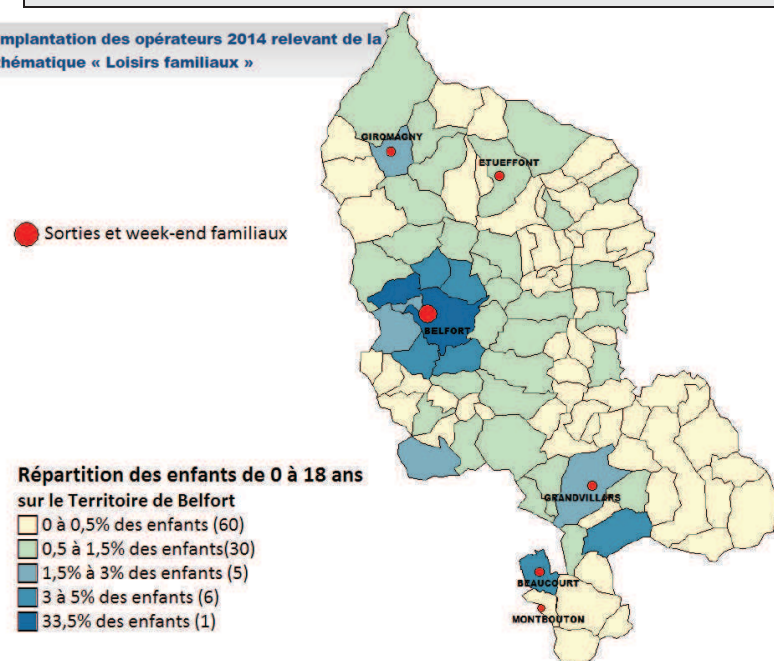 mplantation des opérateurs 2014 relevant de la
thématique « Loisirs familiaux »
GIROMAGNY
ETUEFFONT
Sorties et week-end familiaux
BELFORT
Répartition des enfants de 0 à 18 ans
sur le Territoire de Belfort
0 à 0,5% des enfants (60)
0,5 à 1,5% des enfants(30)
1,5% à 3% des enfants (5)
3 à 5% des enfants (6)
33,5% des enfants (1)
GRANDVILLARS
BEAUCOURT
MONTBOUTON